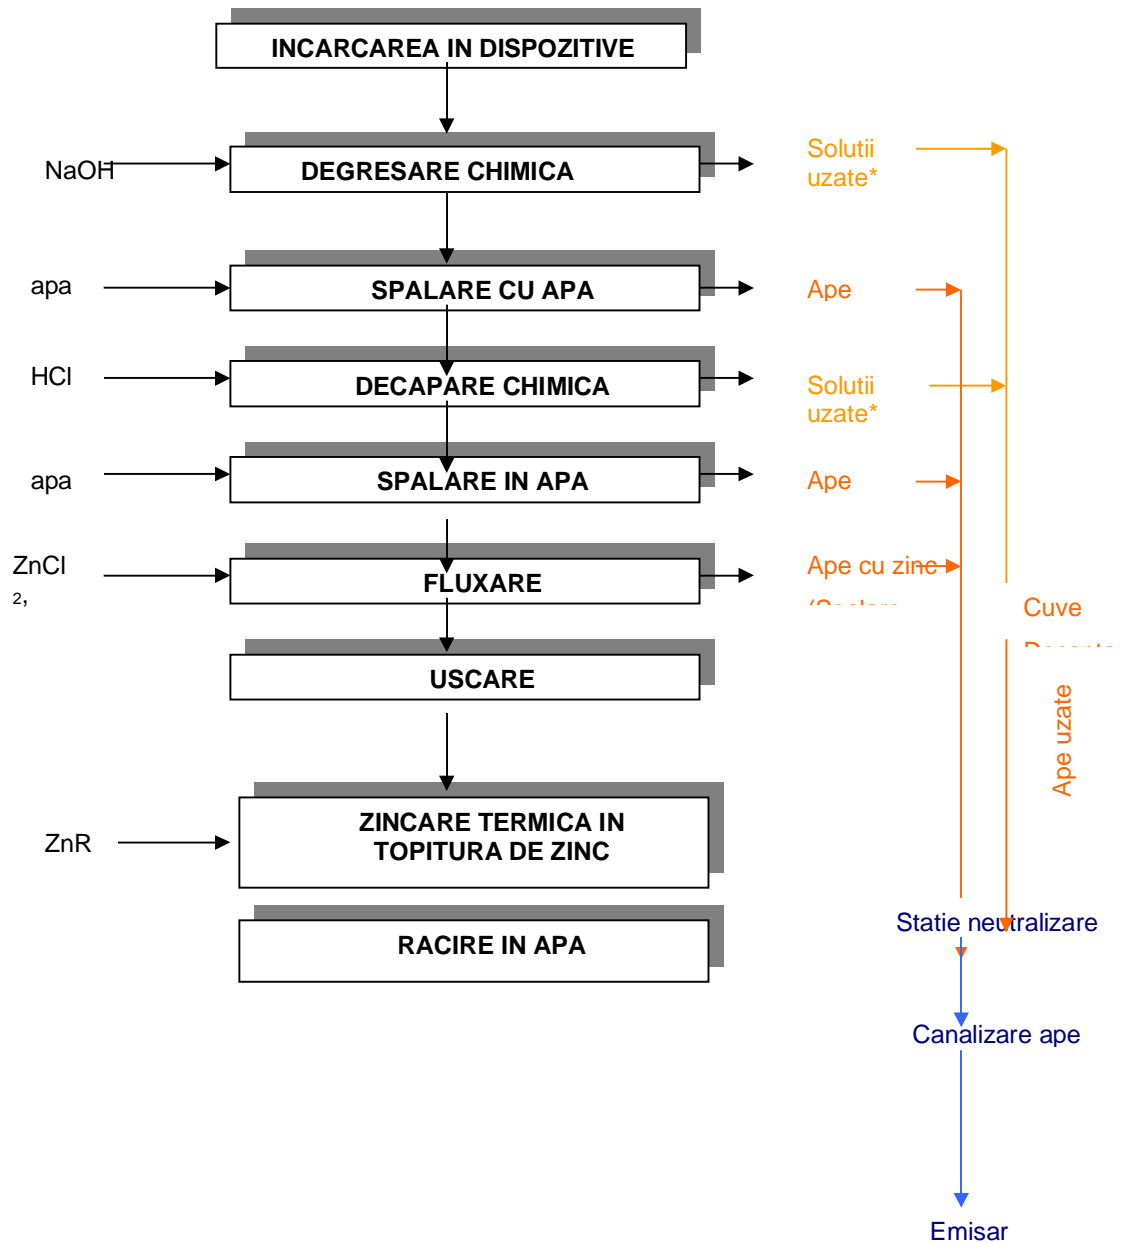 INCARCAREA IN DISPOZITIVE
NaOH
DEGRESARE CHIMICA
Solutii
uzate*
apa
SPALARE CU APA
Ape
HCl
DECAPARE CHIMICA
Solutii
uzate*
apa
SPALARE IN APA
Ape
ZnCl
2,
FLUXARE
Ape cu zinc
Cuve
USCARE
Ape uzate
ZnR
ZINCARE TERMICA IN
TOPITURA DE ZINC
RACIRE IN APA
Statie neutralizare
Canalizare ape
Emisar